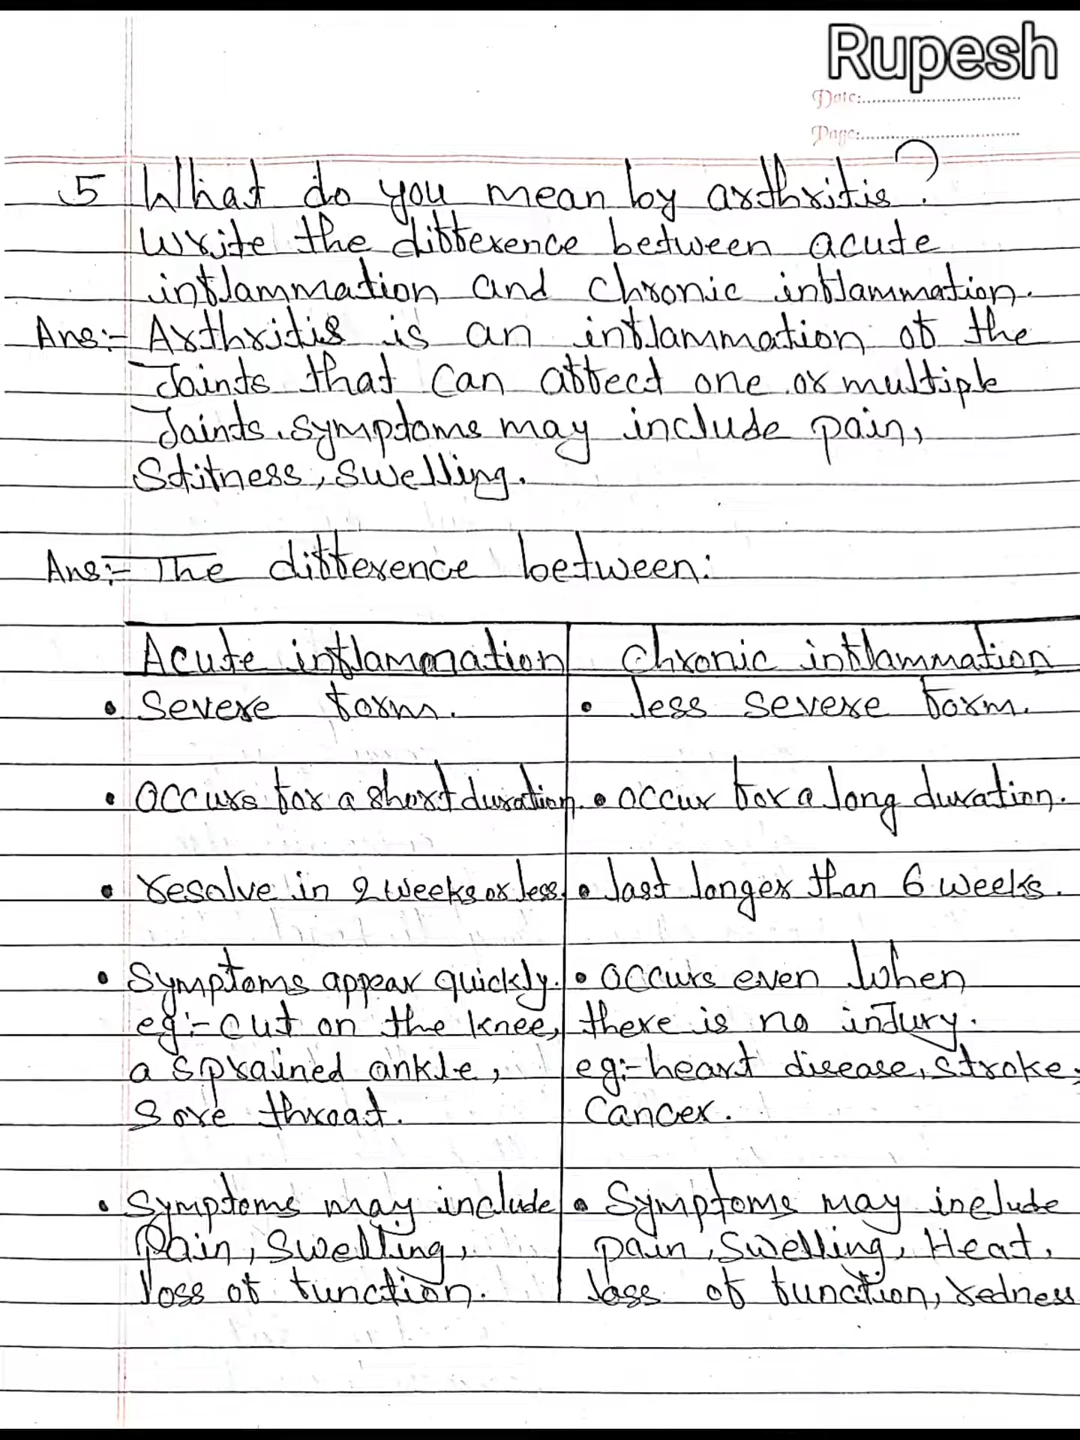 Rupesh
Date:
Page:
5 What do you mean by arthritis?
Write the difference between acute
inflammation and chronic inflammation.
Ans:- Arthritis is an inflammation of the
Joints that can affect one or multiple
Joints. symptoms may include pain,
Stifness, swelling.
Ans:- The difference between:
Acute inflammation | Chronic inflammation
• Severe form. • less severe form.
• Occurs for a short duration. • occur for a long duration.
• resolve in 2 weeks or less. • last longer than 6 weeks.
• Symptoms appear quickly. • occurs even when
eg:- cut on the knee, there is no injury.
a sprained ankle, eg:- heart disease, stroke,
Sore throat. Cancer.
• Symptoms may include • Symptoms may include
Pain, Swelling, pain, swelling, Heat,
loss of function. loss of function, redness